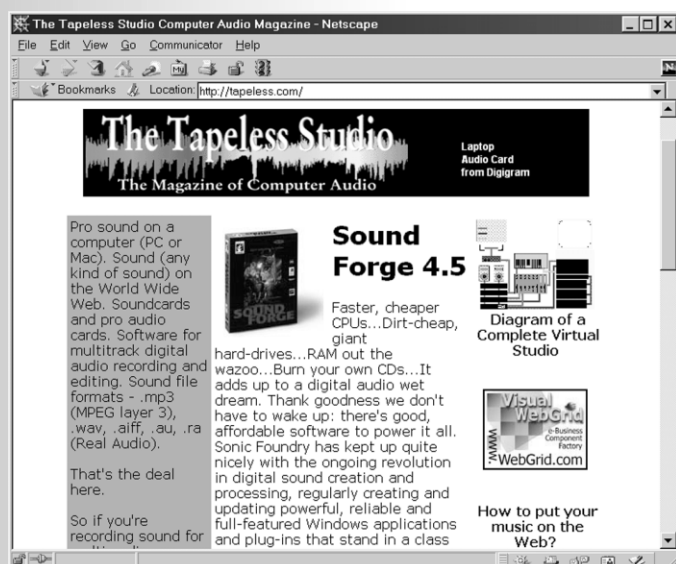 The Tapeless Studio Computer Audio Magazine - Netscape
File Edit View Go Communicator Help
My
N
Bookmarks Location: http://tapeless.com/
The Tapeless Studio
The Magazine of Computer Audio
Laptop
Audio Card
from Digigram
Pro sound on a
computer (PC or
Mac). Sound (any
kind of sound) on
the World Wide
Web. Soundcards
and pro audio
cards. Software for
multitrack digital
audio recording and
editing. Sound file
formats - .mp3
(MPEG layer 3),
.wav, .aiff, .au, .ra
(Real Audio).
That's the deal
here.
So if you're
recording sound for
SOUND
FORGE
Sound
Forge 4.5
Faster, cheaper
CPUs...Dirt-cheap,
giant
hard-drives...RAM out the
wazoo...Burn your own CDs...It
adds up to a digital audio wet
dream. Thank goodness we don't
have to wake up: there's good,
affordable software to power it all.
Sonic Foundry has kept up quite
nicely with the ongoing revolution
in digital sound creation and
processing, regularly creating and
updating powerful, reliable and
full-featured Windows applications
and plug-ins that stand in a class
Diagram of a
Complete Virtual
Studio
Visual
WebGrid
e-Business
Component
Factory
www.
WebGrid.com
How to put your
music on the
Web?